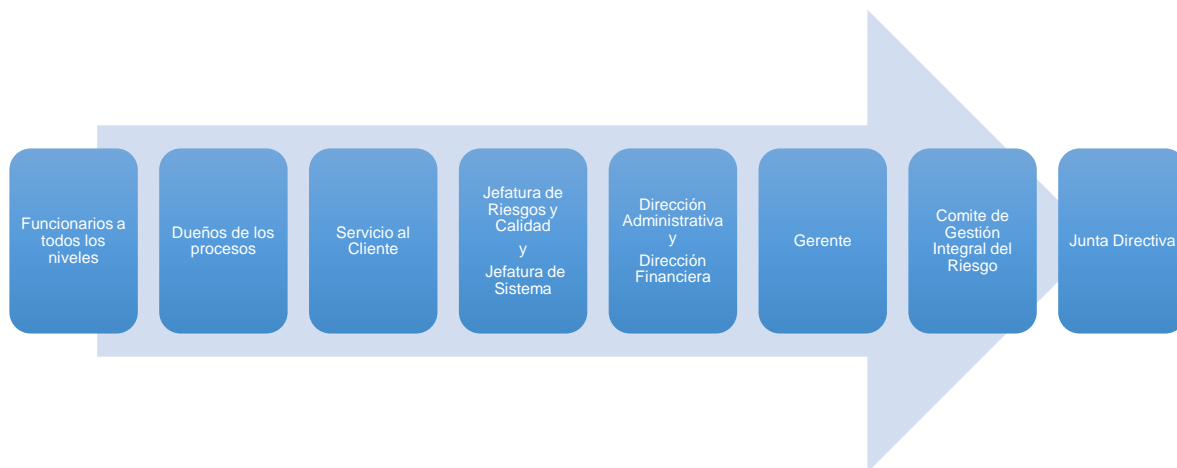 Funcionarios a
todos los
niveles
Dueños de los
procesos
Servicio al
Cliente
Jefatura de
Riesgos y
Calidad
y
Jefatura de
Sistema
Dirección
Administrativa
y
Dirección
Financiera
Gerente
Comite de
Gestión
Integral del
Riesgo
Junta Directiva